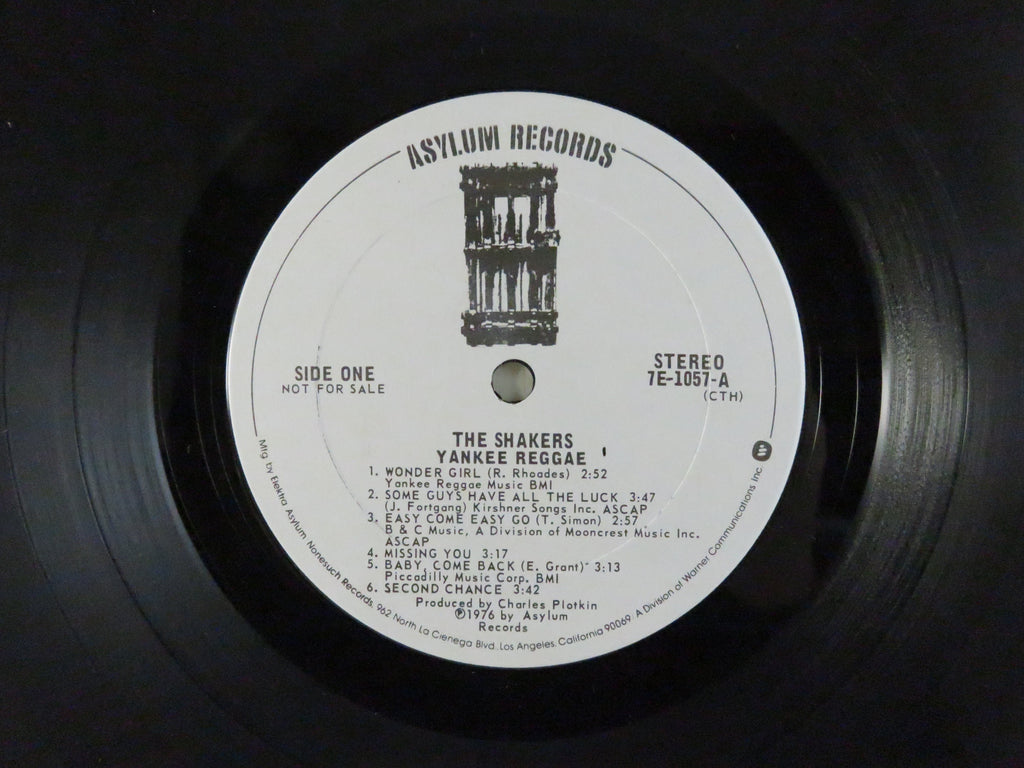 ASYLUM RECORDS
SIDE ONE
NOT FOR SALE
STEREO
7E-1057-A
(CTH)
THE SHAKERS
YANKEE REGGAE
1. WONDER GIRL (R. Rhoades) 2:52
Yankee Reggae Music BMI
2. SOME GUYS HAVE ALL THE LUCK 3:47
(J. Fortgang) Kirshner Songs Inc. ASCAP
3. EASY COME EASY GO (T. Simon) 2:57
B & C Music, A Division of Mooncrest Music Inc.
ASCAP
4. MISSING YOU 3:17
5. BABY, COME BACK (E. Grant) 3:13
Piccadilly Music Corp. BMI
6. SECOND CHANCE 3:42
Produced by Charles Plotkin
℗1976 by Asylum
Records
Mfg by Elektra Asylum Nonesuch Records, 962 North La Cienega Blvd., Los Angeles, California 90069. A Division of Warner Communications Inc.